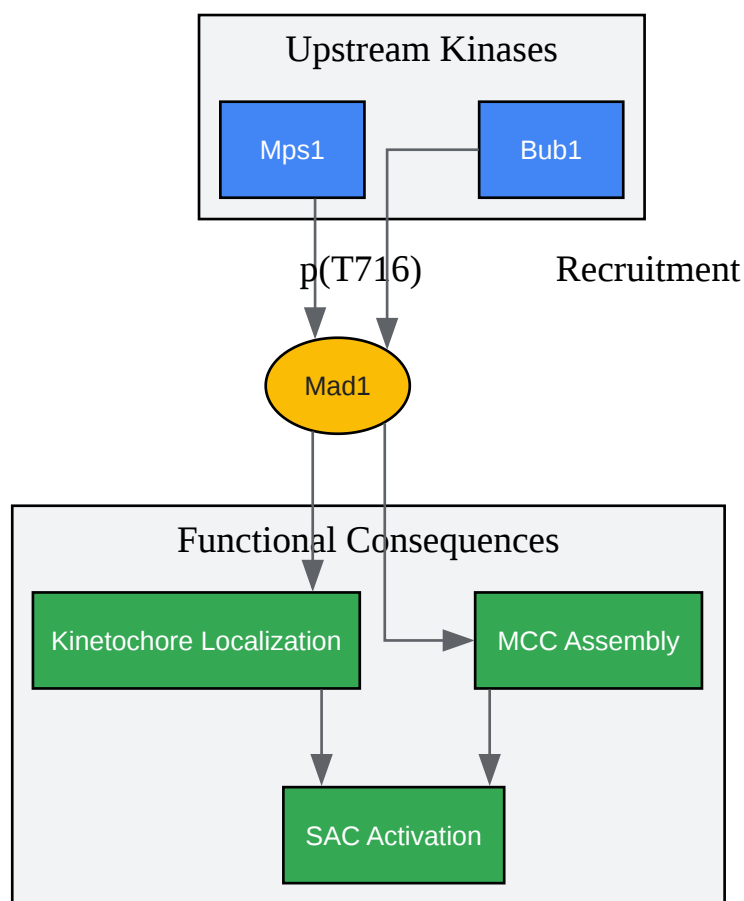 Upstream Kinases
Mps1
Bub1
p(T716)
Recruitment
Mad1
Functional Consequences
Kinetochore Localization
MCC Assembly
SAC Activation